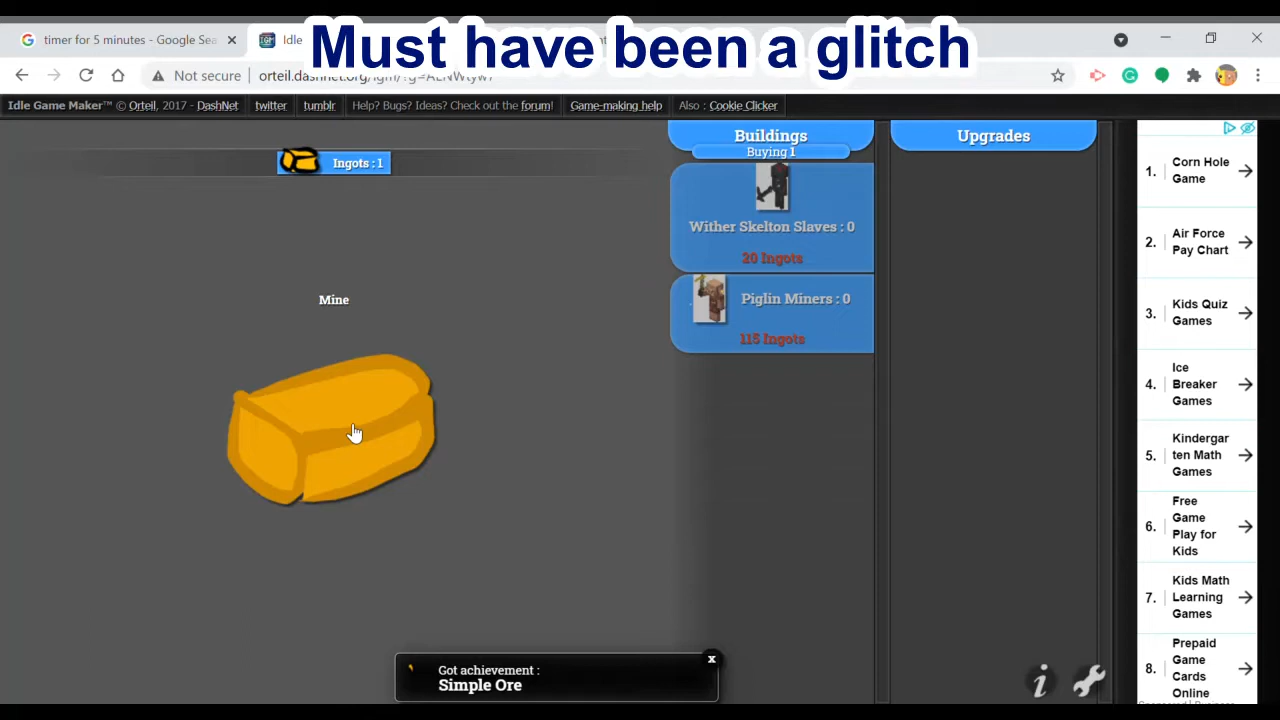 Must have been a glitch
timer for 5 minutes - Google Sea
Idle
Not secure
orteil.dashnet.org/igm/?g=ALNWtyw7
Idle Game Maker™ © Orteil, 2017 - DashNet
twitter
tumblr
Help? Bugs? Ideas? Check out the forum!
Game-making help
Also : Cookie Clicker
Ingots : 1
Mine
Buildings
Buying 1
Wither Skelton Slaves : 0
20 Ingots
Piglin Miners : 0
115 Ingots
Upgrades
1. Corn Hole
Game
2. Air Force
Pay Chart
3. Kids Quiz
Games
4. Ice
Breaker
Games
5. Kindergar
ten Math
Games
6. Free
Game
Play for
Kids
7. Kids Math
Learning
Games
8. Prepaid
Game
Cards
Online
Got achievement :
Simple Ore
x